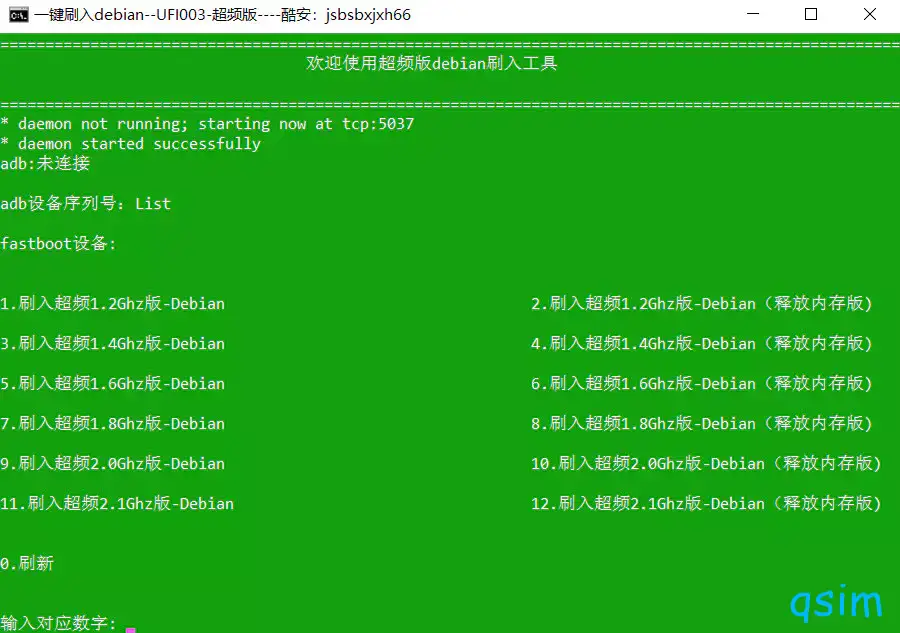 一键刷入debian--UFI003-超频版----酷安：jsbsbxjxh66
====================================================================================================
欢迎使用超频版debian刷入工具
====================================================================================================
* daemon not running; starting now at tcp:5037
* daemon started successfully
adb:未连接
adb设备序列号：List
fastboot设备:
1.刷入超频1.2Ghz版-Debian 2.刷入超频1.2Ghz版-Debian（释放内存版)
3.刷入超频1.4Ghz版-Debian 4.刷入超频1.4Ghz版-Debian（释放内存版)
5.刷入超频1.6Ghz版-Debian 6.刷入超频1.6Ghz版-Debian（释放内存版)
7.刷入超频1.8Ghz版-Debian 8.刷入超频1.8Ghz版-Debian（释放内存版)
9.刷入超频2.0Ghz版-Debian 10.刷入超频2.0Ghz版-Debian（释放内存版)
11.刷入超频2.1Ghz版-Debian 12.刷入超频2.1Ghz版-Debian（释放内存版)
0.刷新
输入对应数字:
qsim